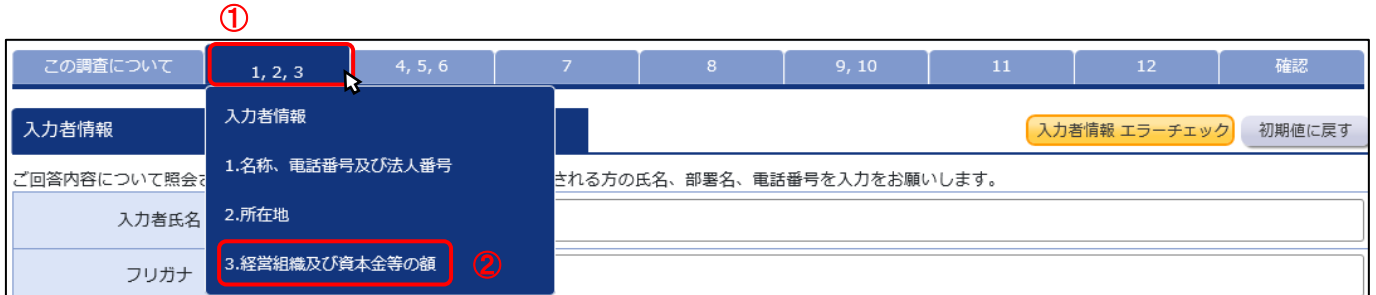 ①
この調査について 1, 2, 3 4, 5, 6 7 8 9, 10 11 12 確認
入力者情報
入力者情報 入力者情報 エラーチェック 初期値に戻す
1.名称、電話番号及び法人番号
ご回答内容について照会 される方の氏名、部署名、電話番号を入力をお願いします。
入力者氏名 2.所在地
3.経営組織及び資本金等の額 ②
フリガナ